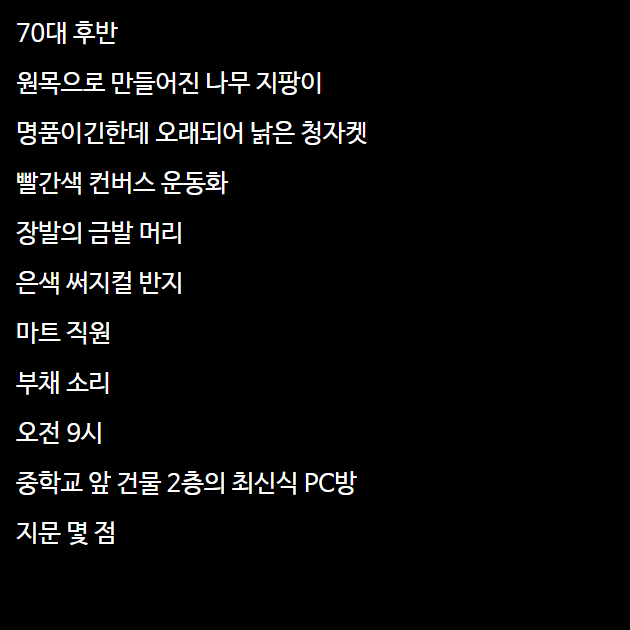 70대 후반
원목으로 만들어진 나무 지팡이
명품이긴한데 오래되어 낡은 청자켓
빨간색 컨버스 운동화
장발의 금발 머리
은색 써지컬 반지
마트 직원
부채 소리
오전 9시
중학교 앞 건물 2층의 최신식 PC방
지문 몇 점